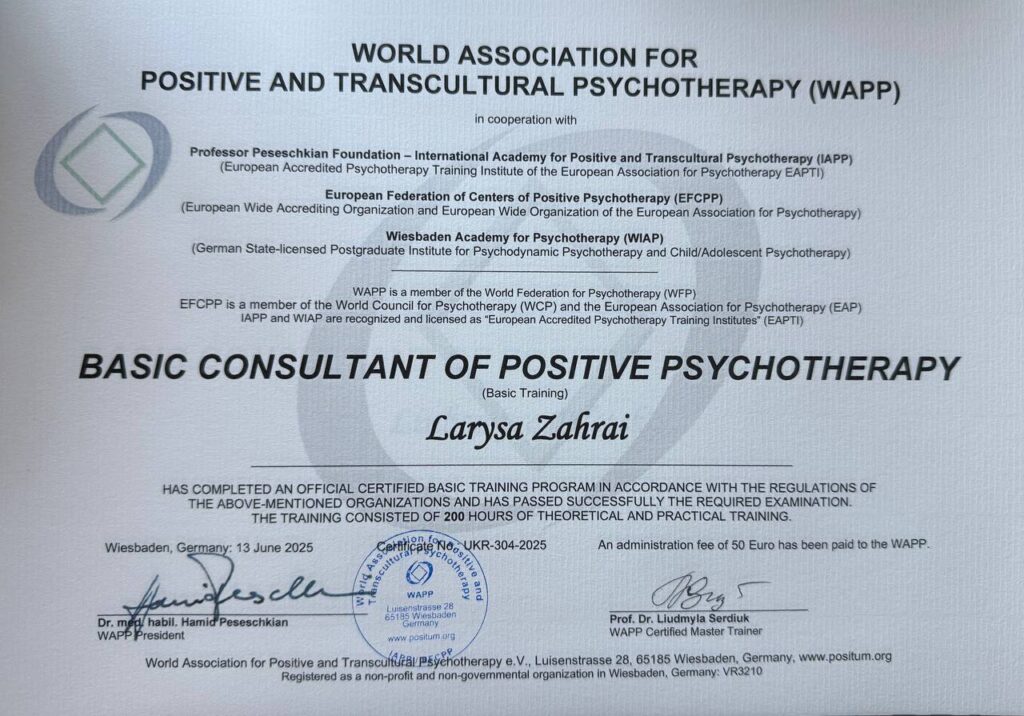 WORLD ASSOCIATION FOR
POSITIVE AND TRANSCULTURAL PSYCHOTHERAPY (WAPP)
in cooperation with
Professor Peseschkian Foundation – International Academy for Positive and Transcultural Psychotherapy (IAPP)
(European Accredited Psychotherapy Training Institute of the European Association for Psychotherapy EAPTI)
European Federation of Centers of Positive Psychotherapy (EFCPP)
(European Wide Accrediting Organization and European Wide Organization of the European Association for Psychotherapy)
Wiesbaden Academy for Psychotherapy (WIAP)
(German State-licensed Postgraduate Institute for Psychodynamic Psychotherapy and Child/Adolescent Psychotherapy)
WAPP is a member of the World Federation for Psychotherapy (WFP)
EFCPP is a member of the World Council for Psychotherapy (WCP) and the European Association for Psychotherapy (EAP)
IAPP and WIAP are recognized and licensed as “European Accredited Psychotherapy Training Institutes” (EAPTI)
BASIC CONSULTANT OF POSITIVE PSYCHOTHERAPY
(Basic Training)
Larysa Zahrai
HAS COMPLETED AN OFFICIAL CERTIFIED BASIC TRAINING PROGRAM IN ACCORDANCE WITH THE REGULATIONS OF
THE ABOVE-MENTIONED ORGANIZATIONS AND HAS PASSED SUCCESSFULLY THE REQUIRED EXAMINATION.
THE TRAINING CONSISTED OF 200 HOURS OF THEORETICAL AND PRACTICAL TRAINING.
Wiesbaden, Germany: 13 June 2025
Certificate No.: UKR-304-2025
An administration fee of 50 Euro has been paid to the WAPP.
World Association for Positive and
Transcultural Psychotherapy
WAPP
Luisenstrasse 28
65185 Wiesbaden
Germany
www.positum.org
Dr. med. habil. Hamid Peseschkian
WAPP President
Prof. Dr. Liudmyla Serdiuk
WAPP Certified Master Trainer
World Association for Positive and Transcultural Psychotherapy e.V., Luisenstrasse 28, 65185 Wiesbaden, Germany, www.positum.org
Registered as a non-profit and non-governmental organization in Wiesbaden, Germany: VR3210